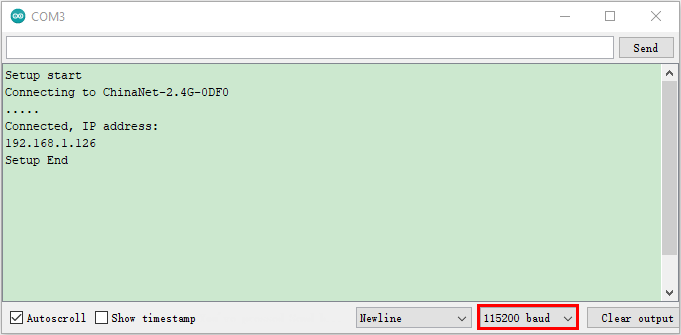 COM3
Send
Setup start
Connecting to ChinaNet-2.4G-0DF0
.....
Connected, IP address:
192.168.1.126
Setup End
Autoscroll Show timestamp Newline 115200 baud Clear output